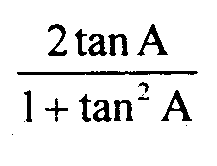 2 tan A
1 + tan² A